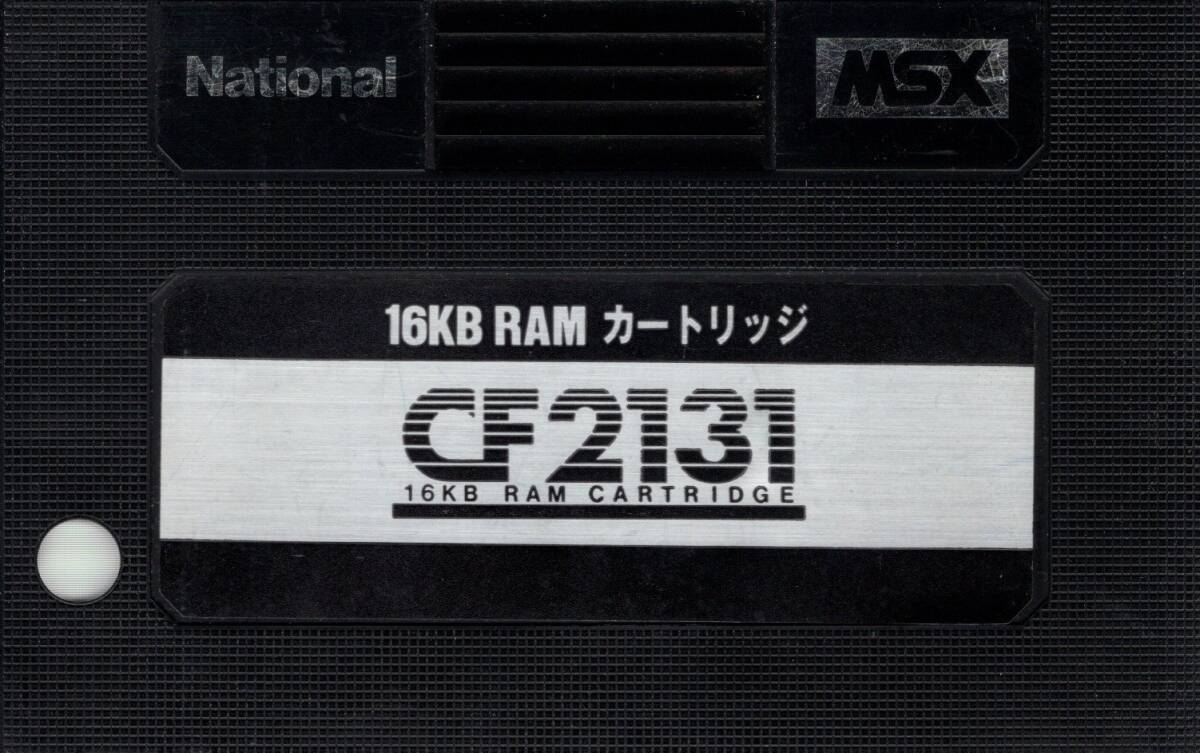 National
MSX
16KB RAM カートリッジ
CF2131
16KB RAM CARTRIDGE